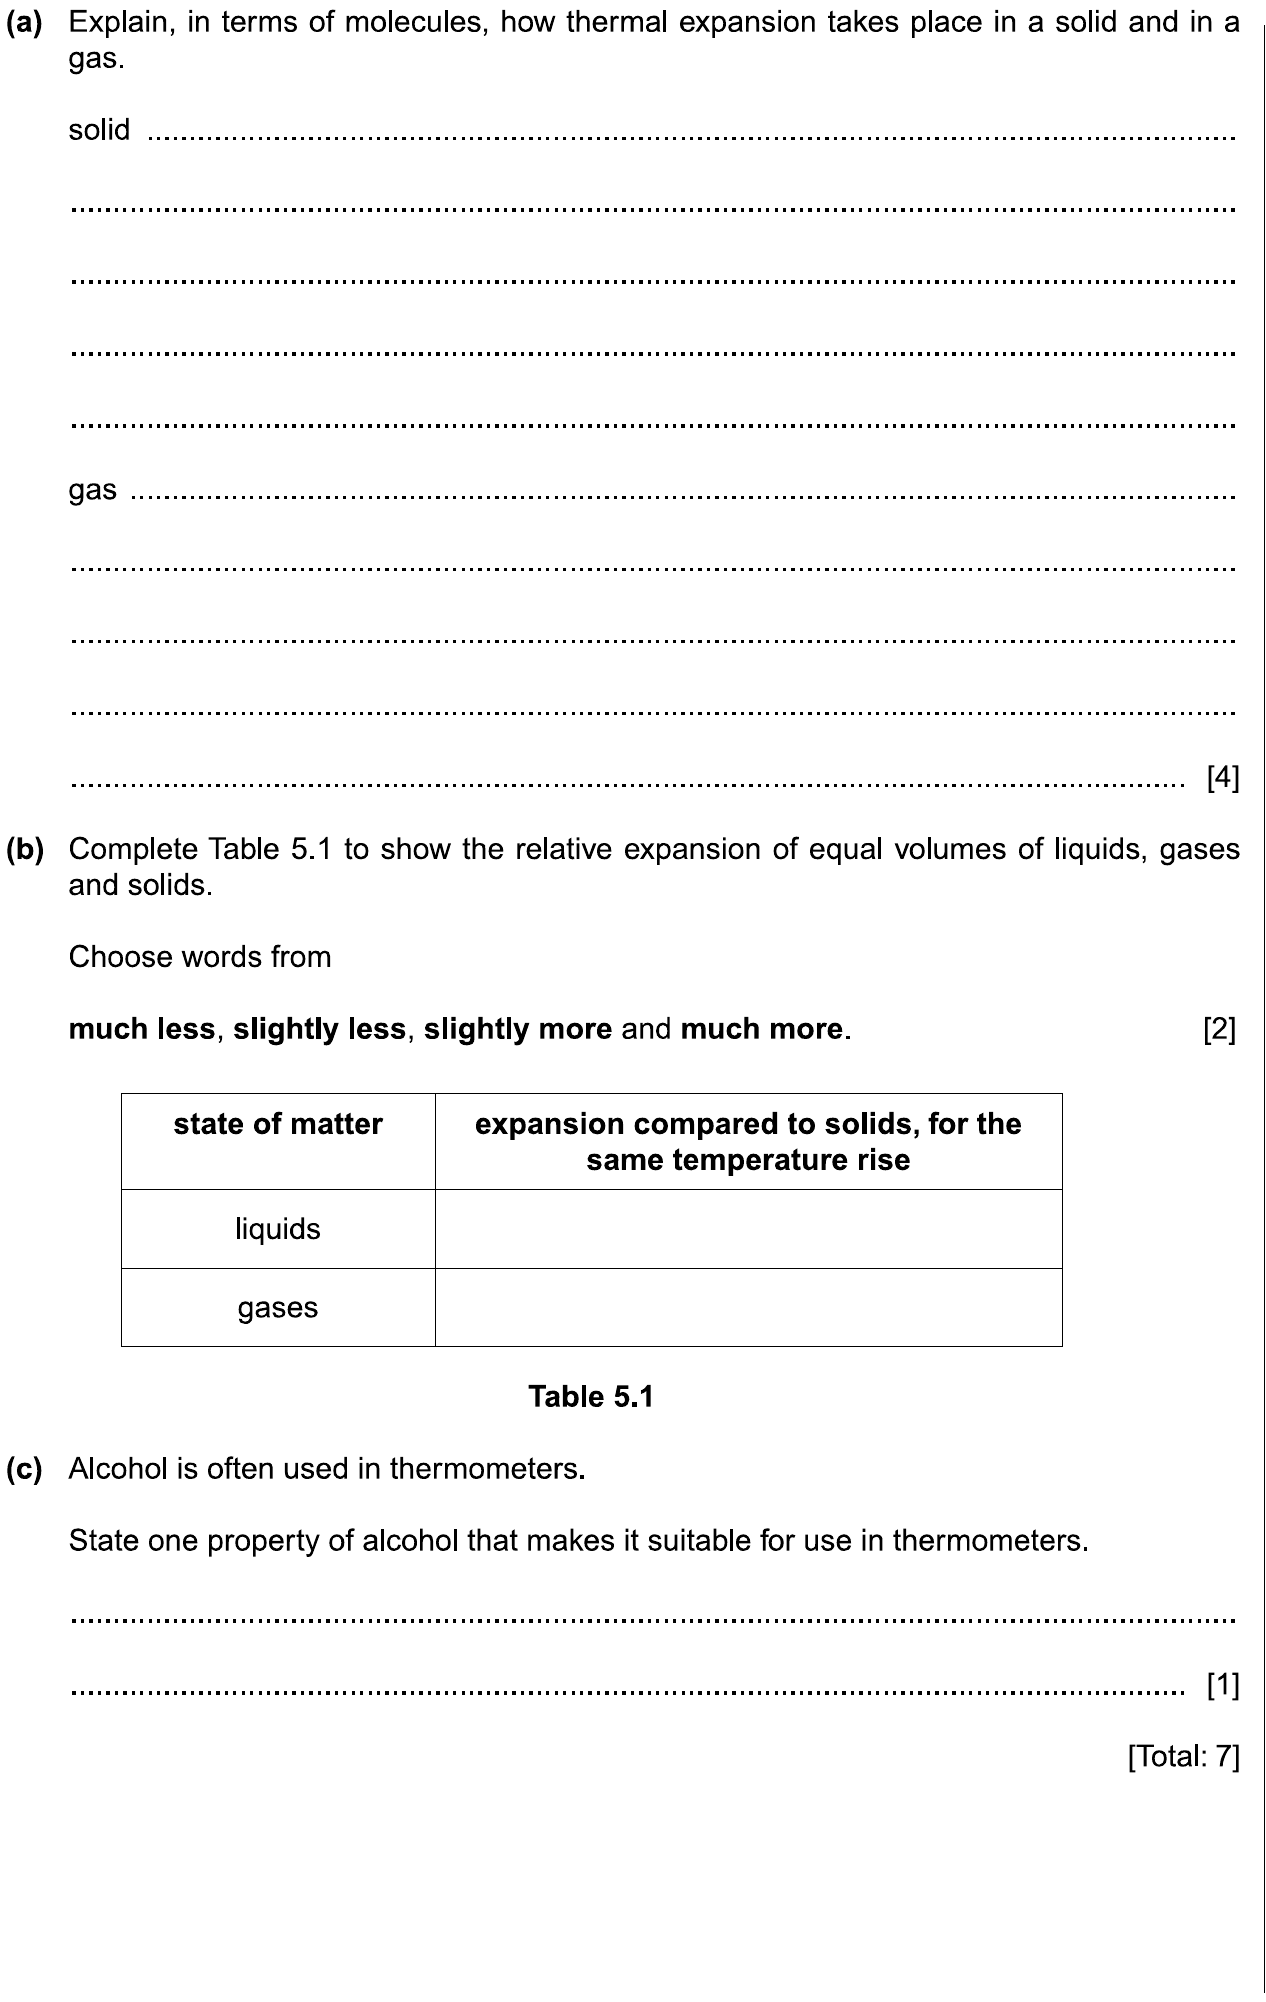 (a) Explain, in terms of molecules, how thermal expansion takes place in a solid and in a
gas.
solid ..........
gas ..........
.......... [4]
(b) Complete Table 5.1 to show the relative expansion of equal volumes of liquids, gases
and solids.
Choose words from
much less, slightly less, slightly more and much more. [2]
state of matter expansion compared to solids, for the
same temperature rise
liquids
gases
Table 5.1
(c) Alcohol is often used in thermometers.
State one property of alcohol that makes it suitable for use in thermometers.
.......... [1]
[Total: 7]